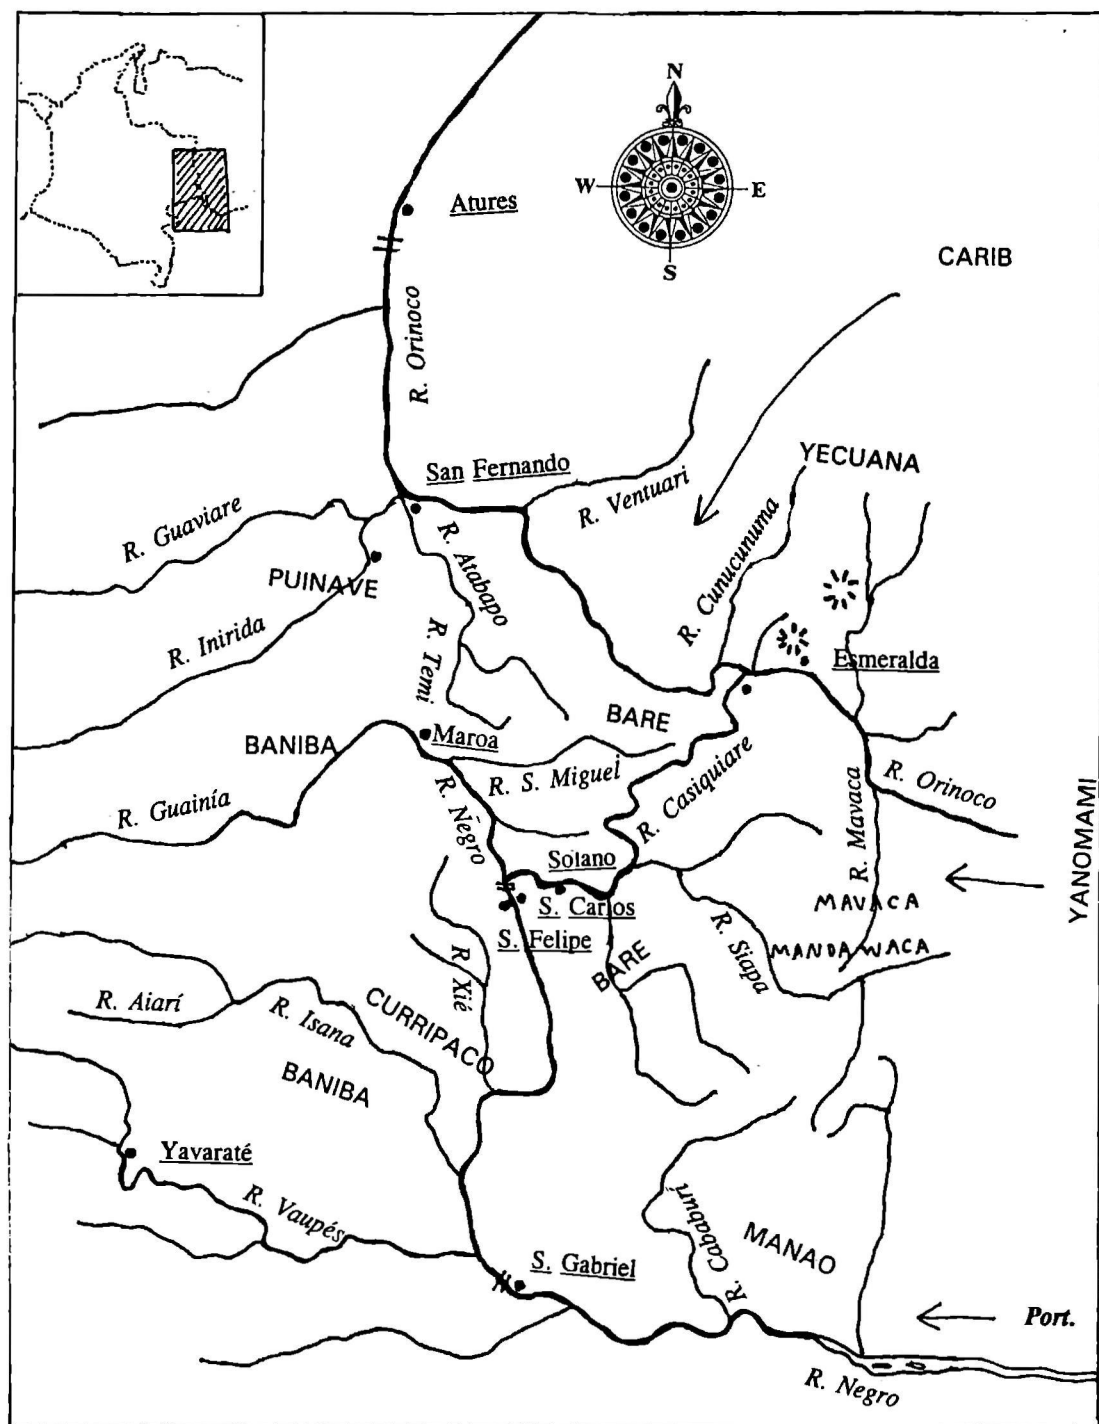 N
W
E
S
Atures
CARIB
R. Orinoco
YECUANA
San Fernando
R. Ventuari
R. Guaviare
R. Atabapo
R. Cunucunuma
PUINAVE
R. Inirida
R. Temi
Esmeralda
BARE
BANIBA
Maroa
R. S. Miguel
R. Casiquiare
R. Orinoco
R. Guainía
R. Negro
R. Mavaca
YANOMAMI
Solano
S. Carlos
MAVACA
S. Felipe
R. Siapa
MANDAWACA
BARE
R. Xié
R. Aiarí
R. Isana
CURRIPACO
BANIBA
Yavaraté
R. Vaupés
R. Cababurí
MANAO
S. Gabriel
Port.
R. Negro